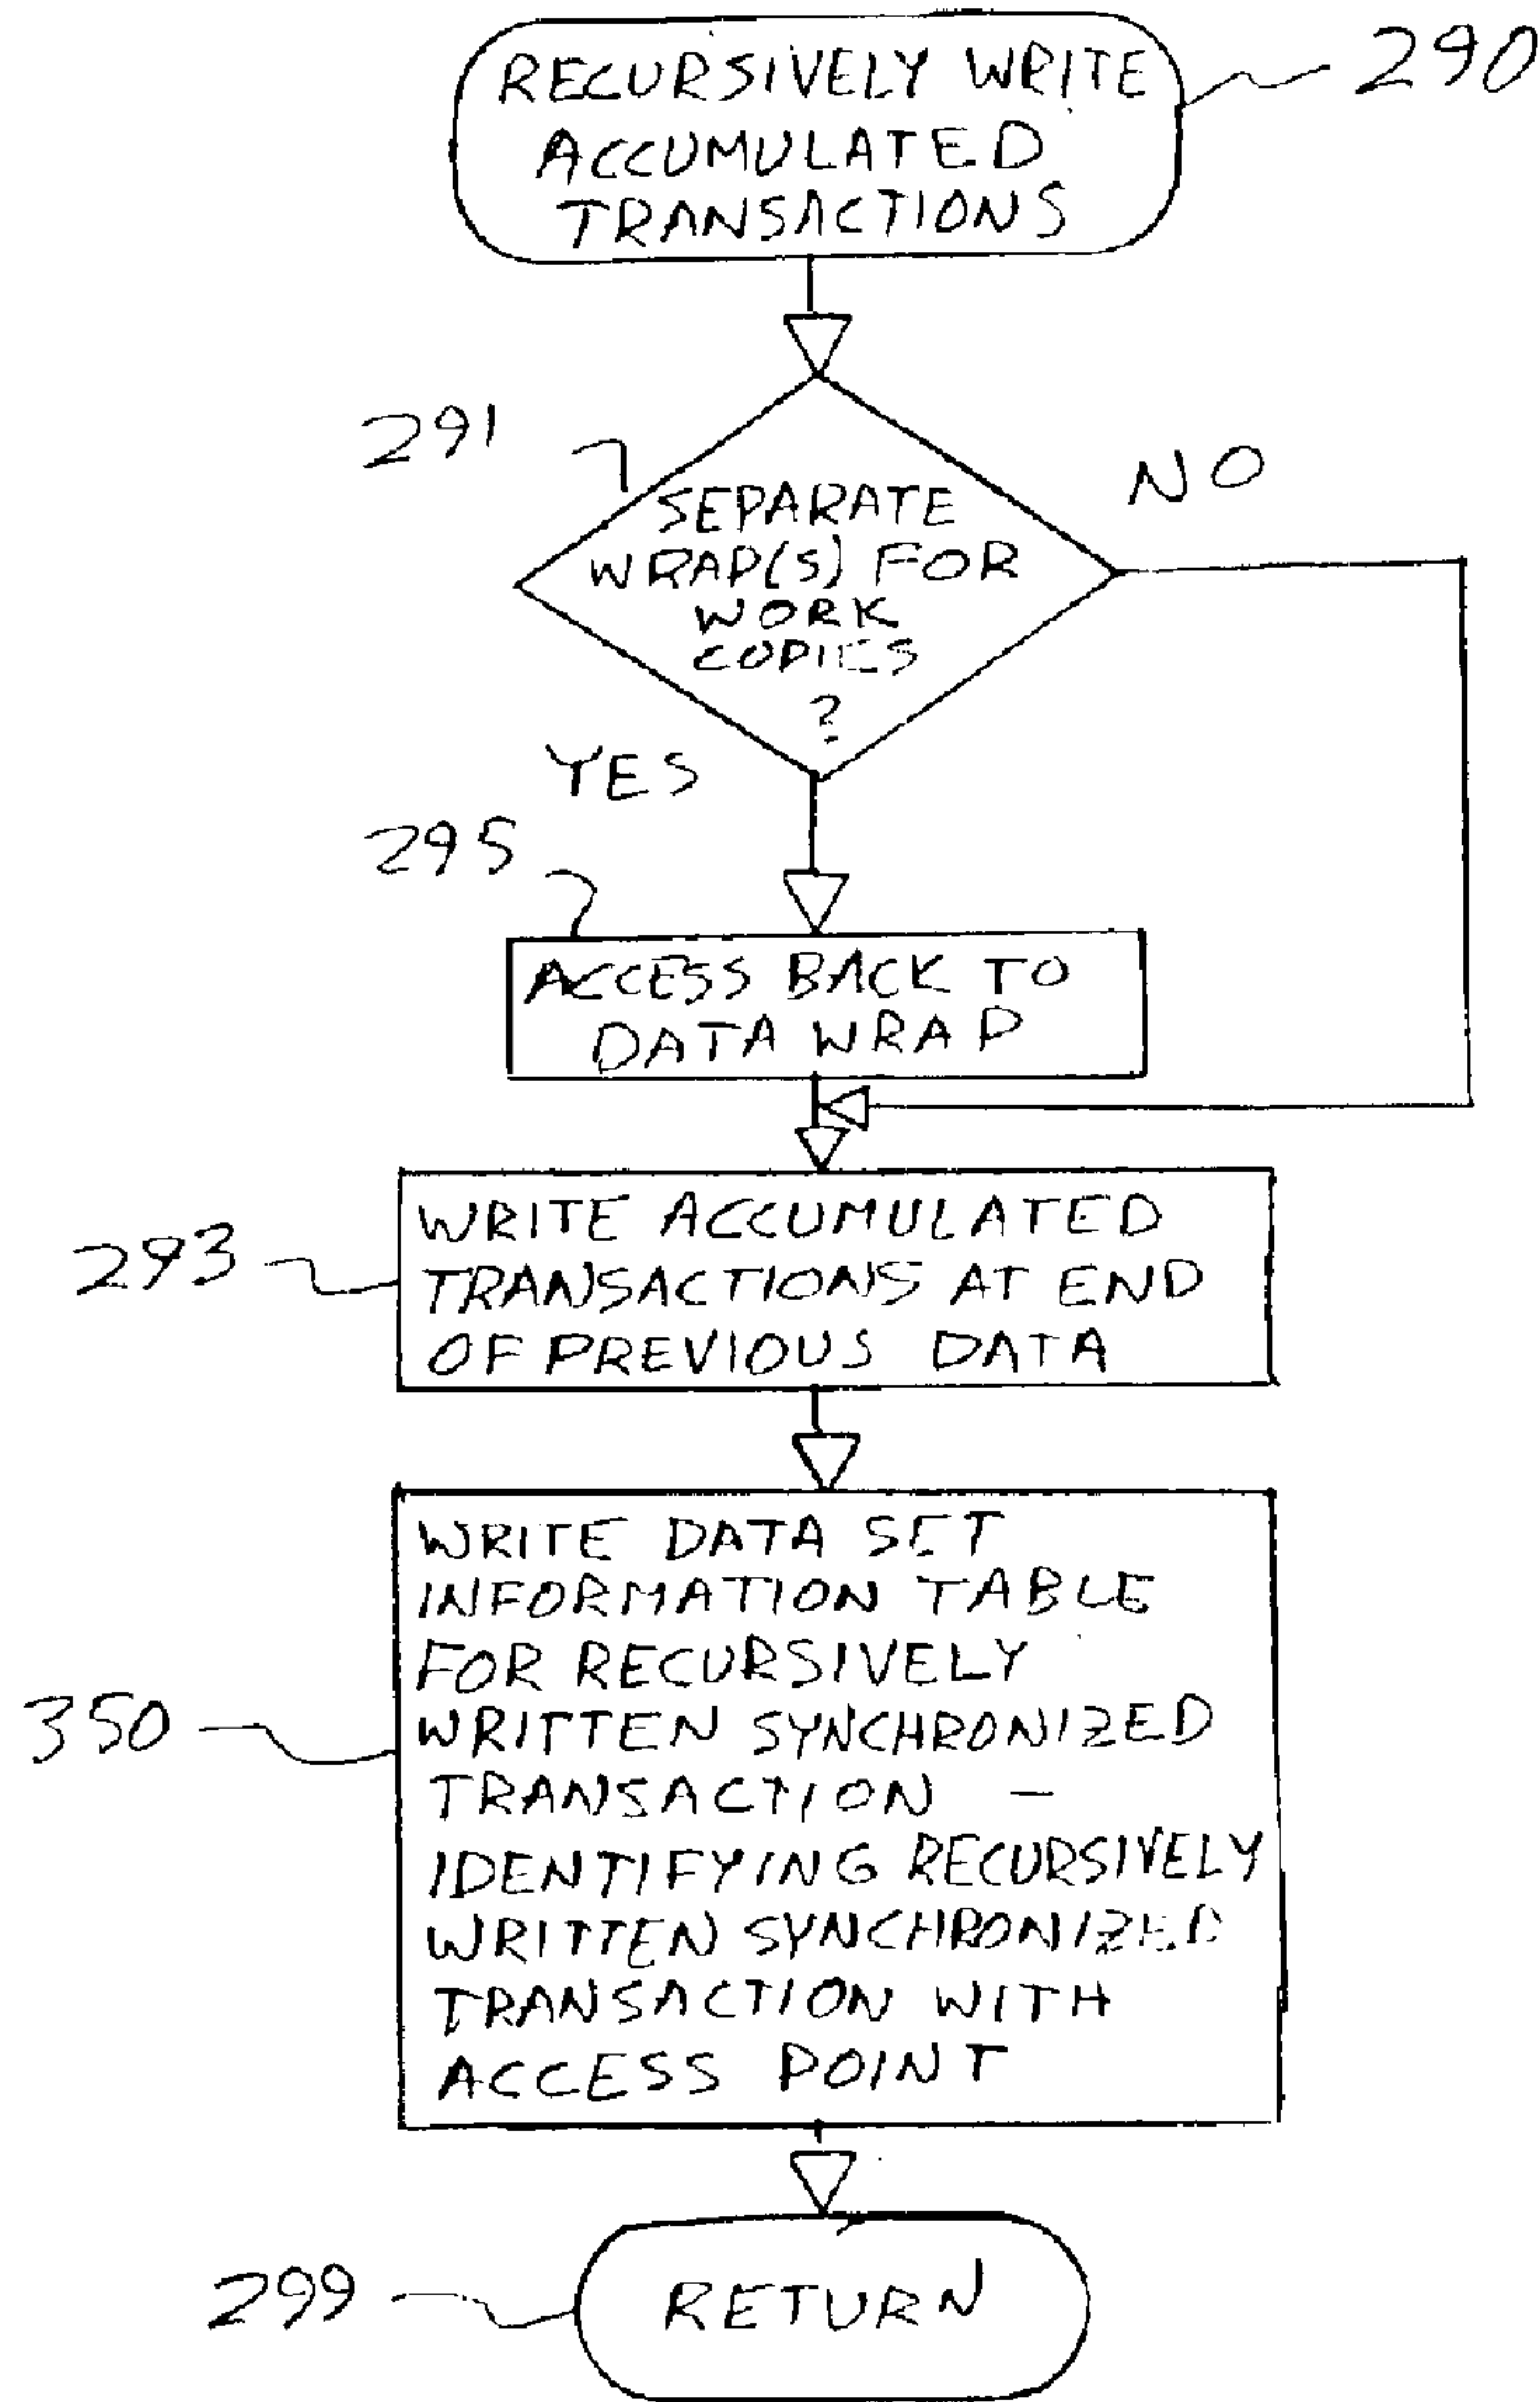 RECURSIVELY WRITE
ACCUMULATED
TRANSACTIONS
290
291
SEPARATE
WRAP(S) FOR
WORK
COPIES
?
NO
YES
295
ACCESS BACK TO
DATA WRAP
293
WRITE ACCUMULATED
TRANSACTIONS AT END
OF PREVIOUS DATA
350
WRITE DATA SET
INFORMATION TABLE
FOR RECURSIVELY
WRITTEN SYNCHRONIZED
TRANSACTION –
IDENTIFYING RECURSIVELY
WRITTEN SYNCHRONIZED
TRANSACTION WITH
ACCESS POINT
299
RETURN